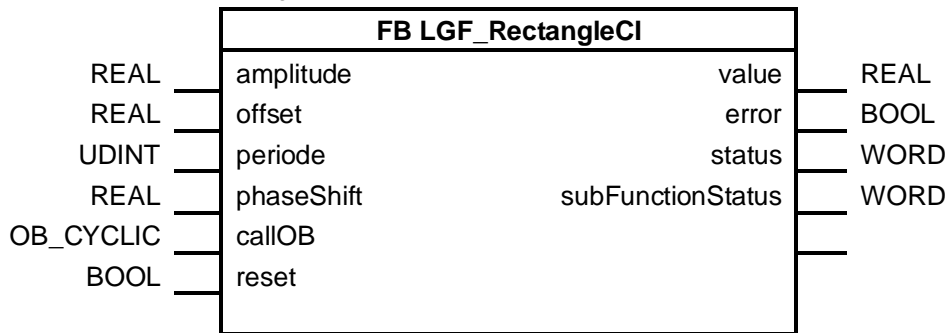 FB LGF_RectangleCI
REAL amplitude value REAL
REAL offset error BOOL
UDINT periode status WORD
REAL phaseShift subFunctionStatus WORD
OB_CYCLIC callOB
BOOL reset